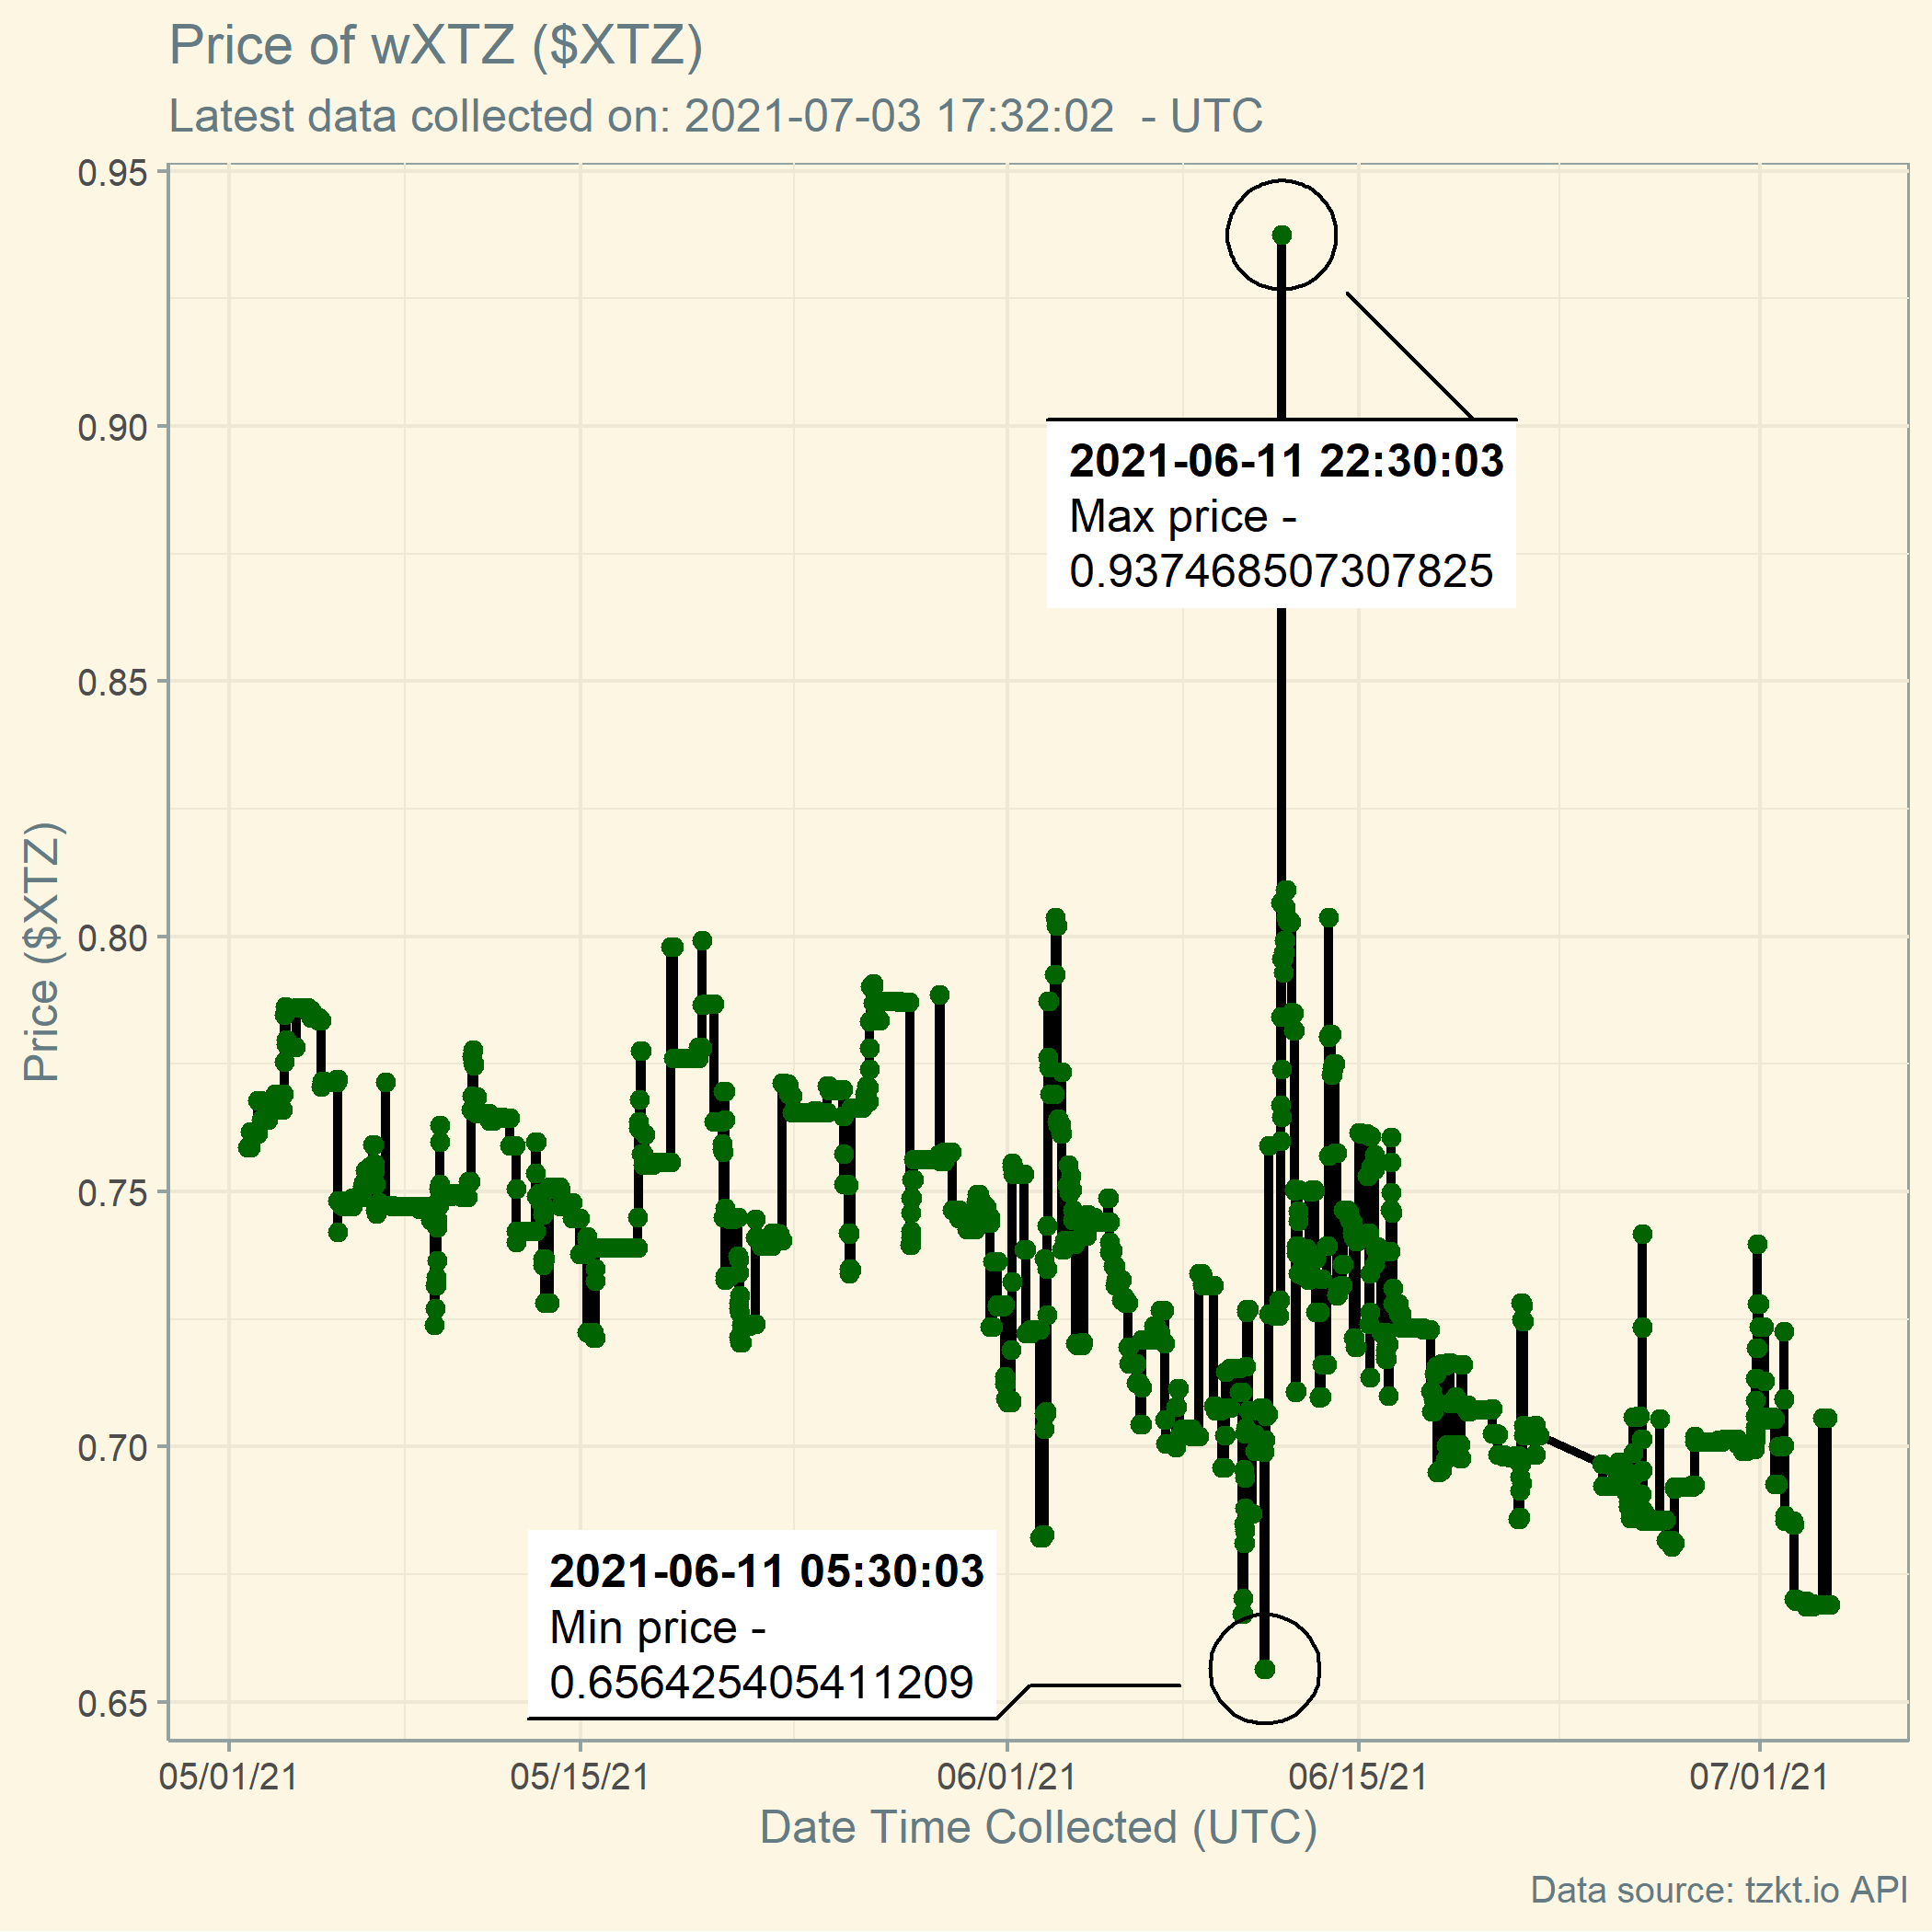 Price of wXTZ ($XTZ)
Latest data collected on: 2021-07-03 17:32:02  - UTC
0.95
0.90
0.85
0.80
0.75
0.70
0.65
Price ($XTZ)
2021-06-11 22:30:03
Max price -
0.937468507307825
2021-06-11 05:30:03
Min price -
0.656425405411209
05/01/21
05/15/21
06/01/21
06/15/21
07/01/21
Date Time Collected (UTC)
Data source: tzkt.io API